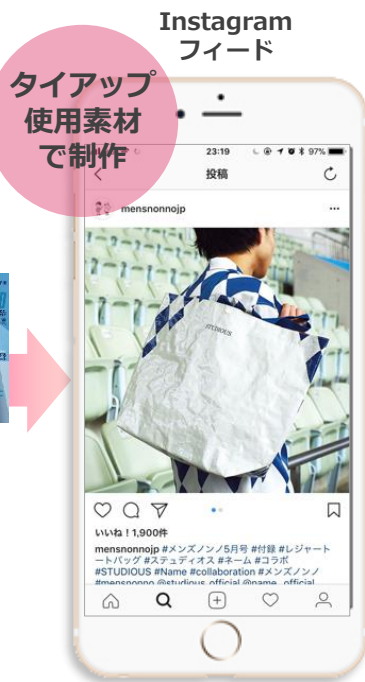 Instagram
フィード
タイアップ
使用素材
で制作
23:19
97%
投稿
mensnonnojp
STUDIOUS
いいね！1,900件
mensnonnojp #メンズノンノ5月号 #付録 #レジャート
ートバッグ #ステュディオス #ネーム #コラボ
#STUDIOUS #Name #collaboration #メンズノンノ
#mensnonno @studious_official @name_official